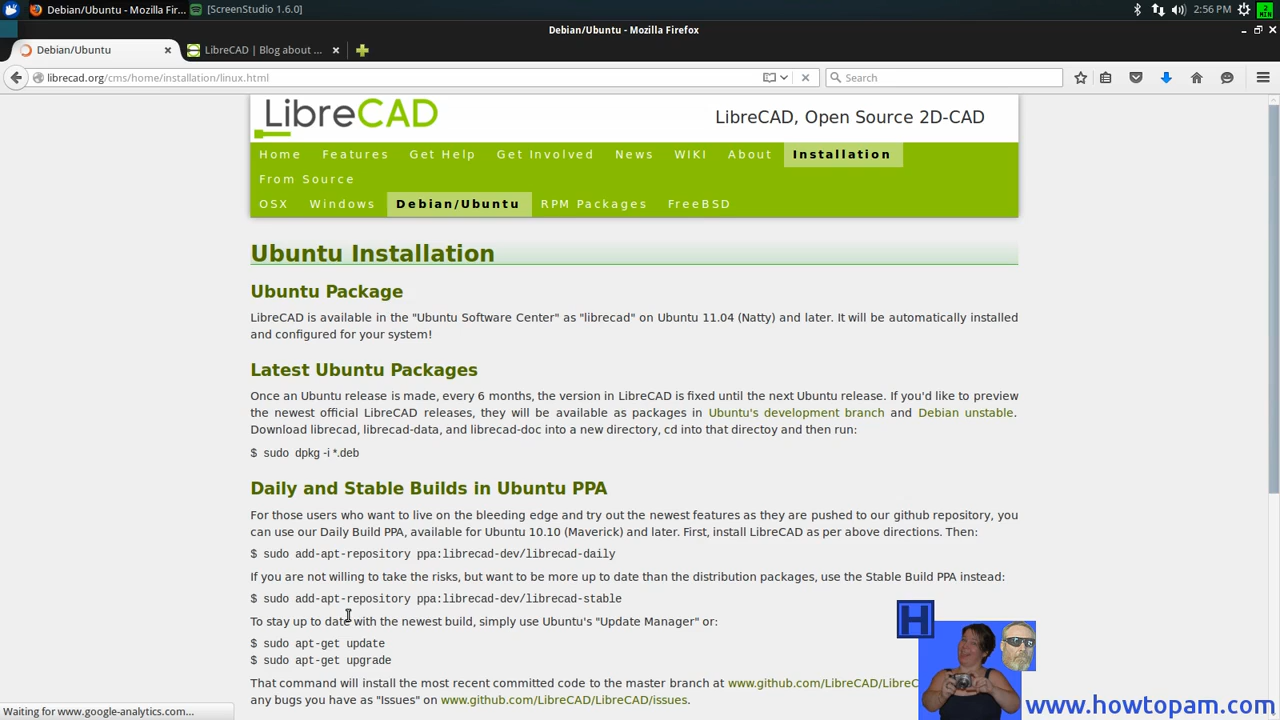 Debian/Ubuntu - Mozilla Fir...
[ScreenStudio 1.6.0]
2:56 PM
2
MIN
Debian/Ubuntu - Mozilla Firefox
Debian/Ubuntu
LibreCAD | Blog about ...
librecad.org/cms/home/installation/linux.html
Search
LibreCAD
LibreCAD, Open Source 2D-CAD
Home Features Get Help Get Involved News WIKI About Installation
From Source
OSX Windows Debian/Ubuntu RPM Packages FreeBSD
Ubuntu Installation
Ubuntu Package
LibreCAD is available in the "Ubuntu Software Center" as "librecad" on Ubuntu 11.04 (Natty) and later. It will be automatically installed
and configured for your system!
Latest Ubuntu Packages
Once an Ubuntu release is made, every 6 months, the version in LibreCAD is fixed until the next Ubuntu release. If you'd like to preview
the newest official LibreCAD releases, they will be available as packages in Ubuntu's development branch and Debian unstable.
Download librecad, librecad-data, and librecad-doc into a new directory, cd into that directoy and then run:
$ sudo dpkg -i *.deb
Daily and Stable Builds in Ubuntu PPA
For those users who want to live on the bleeding edge and try out the newest features as they are pushed to our github repository, you
can use our Daily Build PPA, available for Ubuntu 10.10 (Maverick) and later. First, install LibreCAD as per above directions. Then:
$ sudo add-apt-repository ppa:librecad-dev/librecad-daily
If you are not willing to take the risks, but want to be more up to date than the distribution packages, use the Stable Build PPA instead:
$ sudo add-apt-repository ppa:librecad-dev/librecad-stable
To stay up to date with the newest build, simply use Ubuntu's "Update Manager" or:
$ sudo apt-get update
$ sudo apt-get upgrade
That command will install the most recent committed code to the master branch at www.github.com/LibreCAD/LibreC
any bugs you have as "Issues" on www.github.com/LibreCAD/LibreCAD/issues.
H
Waiting for www.google-analytics.com...
www.howtopam.com